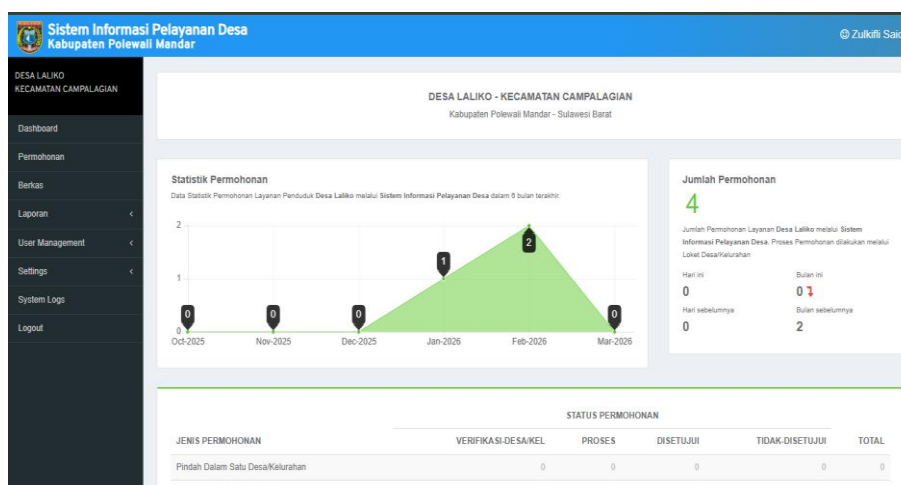 Sistem Informasi Pelayanan Desa
Kabupaten Polewali Mandar
Zulkifli Said
DESA LALIKO
KECAMATAN CAMPALAGIAN
Dashboard
Permohonan
Berkas
Laporan
User Management
Settings
System Logs
Logout
DESA LALIKO - KECAMATAN CAMPALAGIAN
Kabupaten Polewali Mandar - Sulawesi Barat
Statistik Permohonan
Data Statistik Permohonan Layanan Penduduk Desa Laliko melalui Sistem Informasi Pelayanan Desa dalam 6 bulan terakhir.
2
1
0
0
0
0
1
2
0
Oct-2025
Nov-2025
Dec-2025
Jan-2026
Feb-2026
Mar-2026
Jumlah Permohonan
4
Jumlah Permohonan Layanan Desa Laliko melalui Sistem
Informasi Pelayanan Desa. Proses Permohonan dilakukan melalui
Loket Desa/Kelurahan
Hari ini
Bulan ini
0
0
Hari sebelumnya
Bulan sebelumnya
0
2
STATUS PERMOHONAN
JENIS PERMOHONAN VERIFIKASI-DESA/KEL PROSES DISETUJUI TIDAK-DISETUJUI TOTAL
Pindah Dalam Satu Desa/Kelurahan 0 0 0 0 0